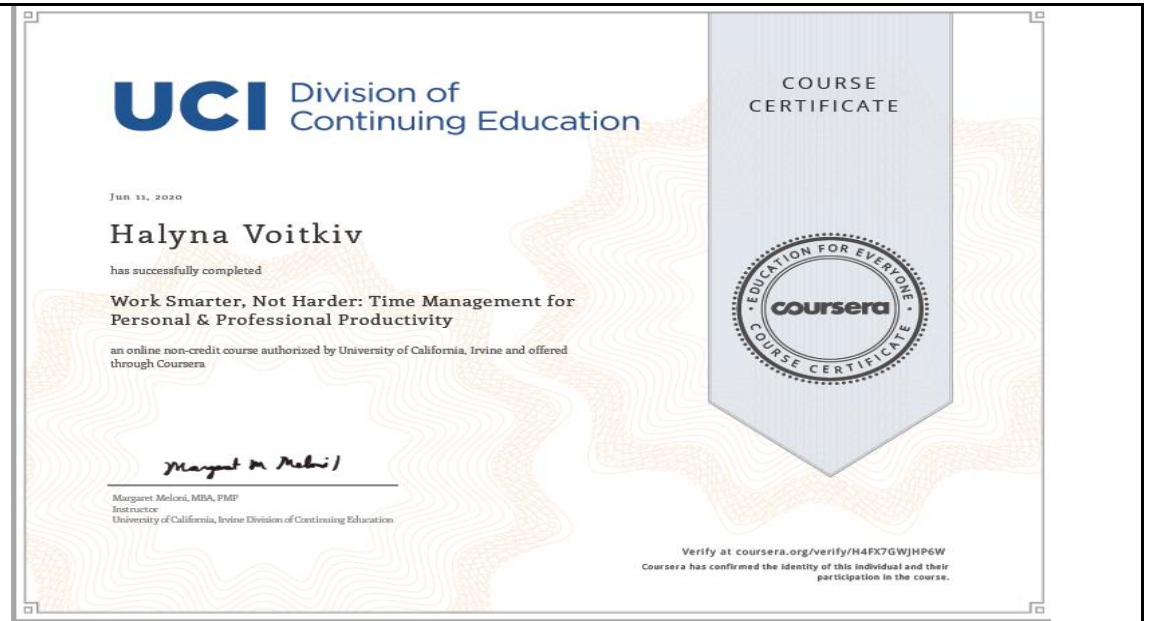 UCI Division of
Continuing Education
COURSE
CERTIFICATE
Jun 11, 2020
Halyna Voitkiv
has successfully completed
Work Smarter, Not Harder: Time Management for
Personal & Professional Productivity
an online non-credit course authorized by University of California, Irvine and offered
through Coursera
EDUCATION FOR EVERYONE
coursera
COURSE CERTIFICATE
Margaret M Meloni
Margaret Meloni, MBA, PMP
Instructor
University of California, Irvine Division of Continuing Education
Verify at coursera.org/verify/H4FX7GWJHP6W
Coursera has confirmed the identity of this individual and their
participation in the course.